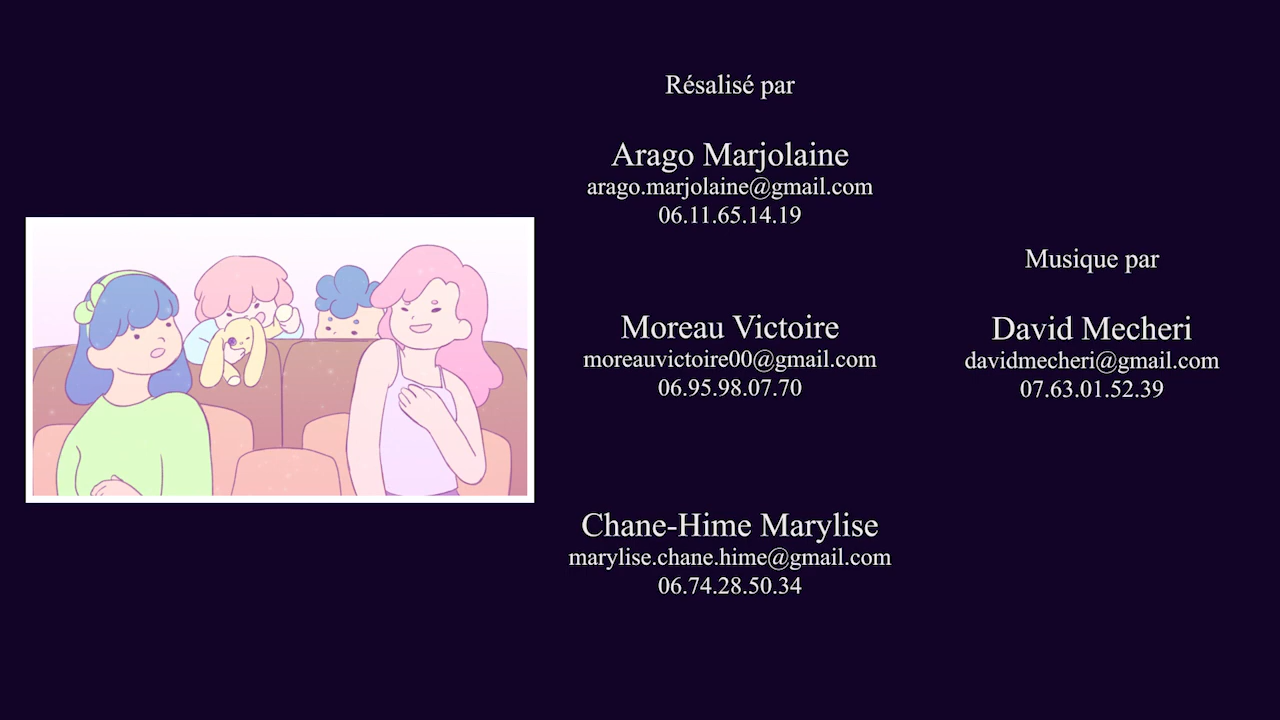 Résalisé par
Arago Marjolaine
arago.marjolaine@gmail.com
06.11.65.14.19
Moreau Victoire
moreauvictoire00@gmail.com
06.95.98.07.70
Chane-Hime Marylise
marylise.chane.hime@gmail.com
06.74.28.50.34
Musique par
David Mecheri
davidmecheri@gmail.com
07.63.01.52.39